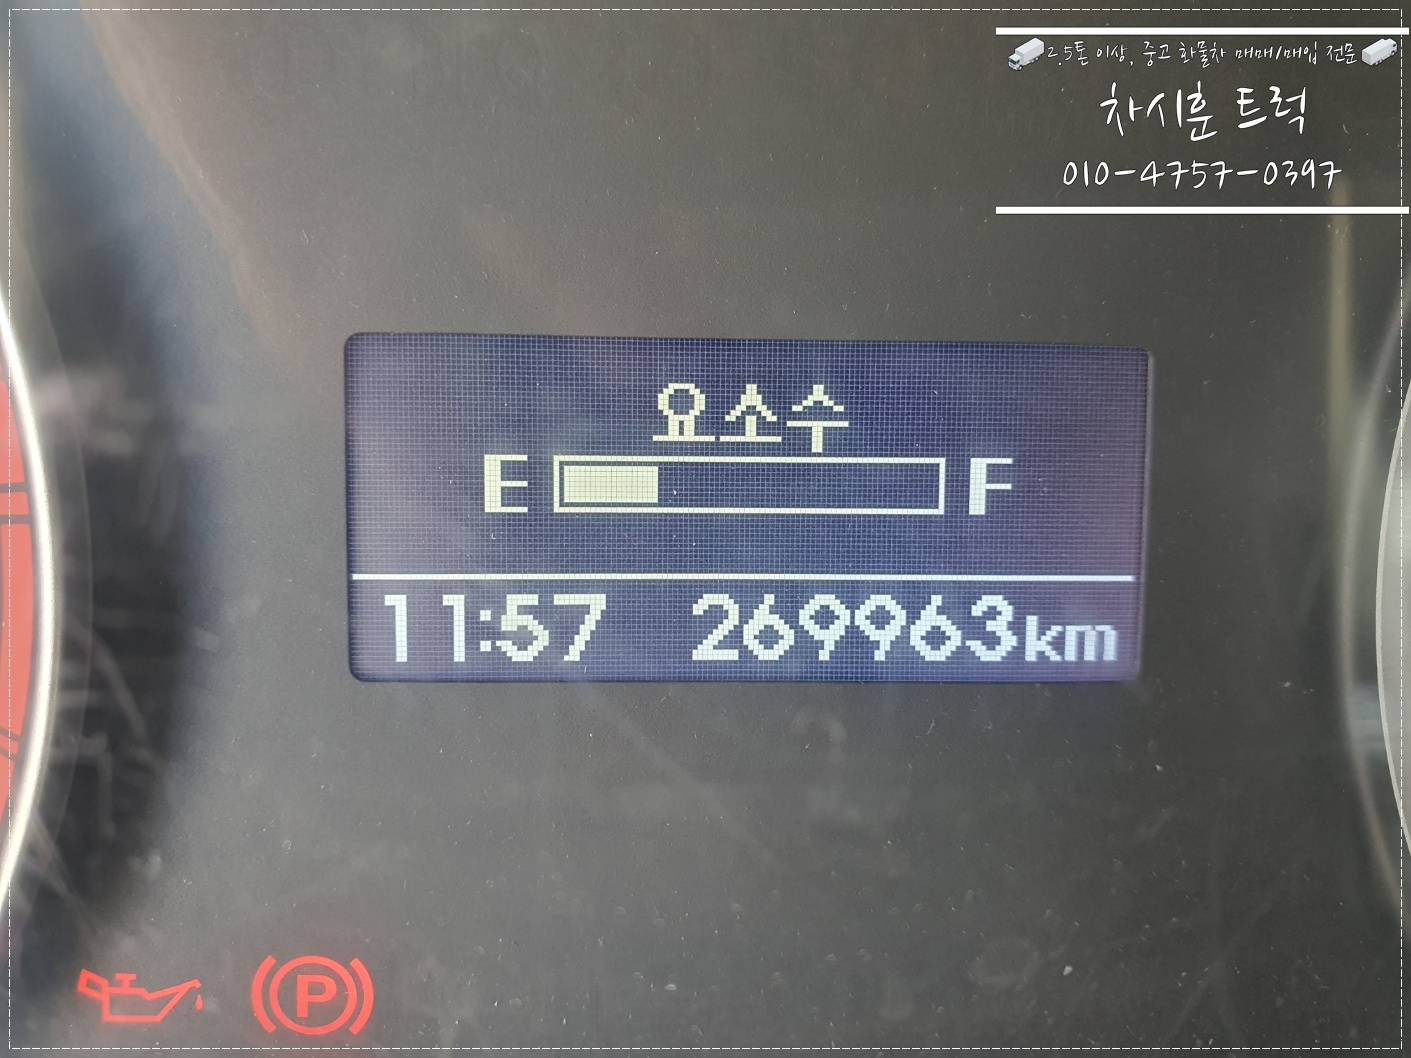 2.5톤 이상, 중고 화물차 매매/매입 전문
차시훈 트럭
010-4757-0397
요소수
E F
11:57 269963km
P